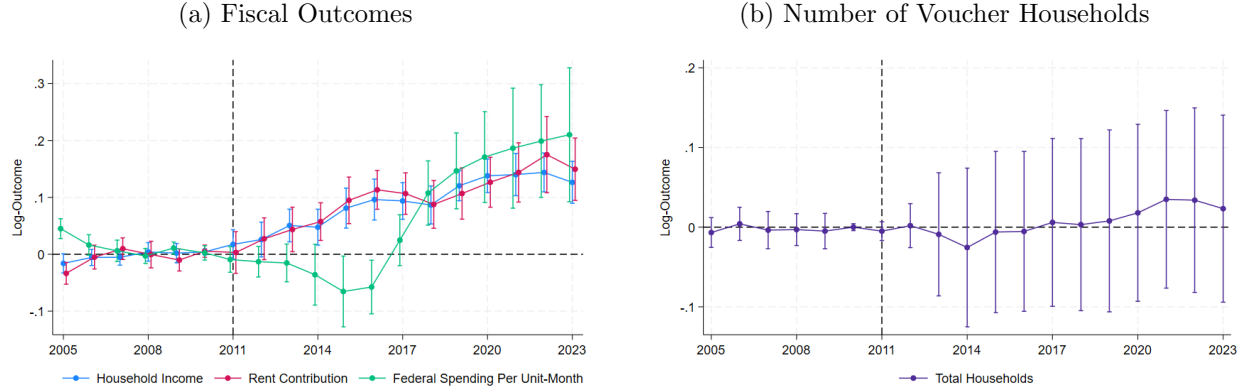 (a) Fiscal Outcomes
(b) Number of Voucher Households
.3
.2
.1
0
-.1
Log-Outcome
2005 2008 2011 2014 2017 2020 2023
Household Income Rent Contribution Federal Spending Per Unit-Month
.2
.1
0
-.1
Log-Outcome
2005 2008 2011 2014 2017 2020 2023
Total Households